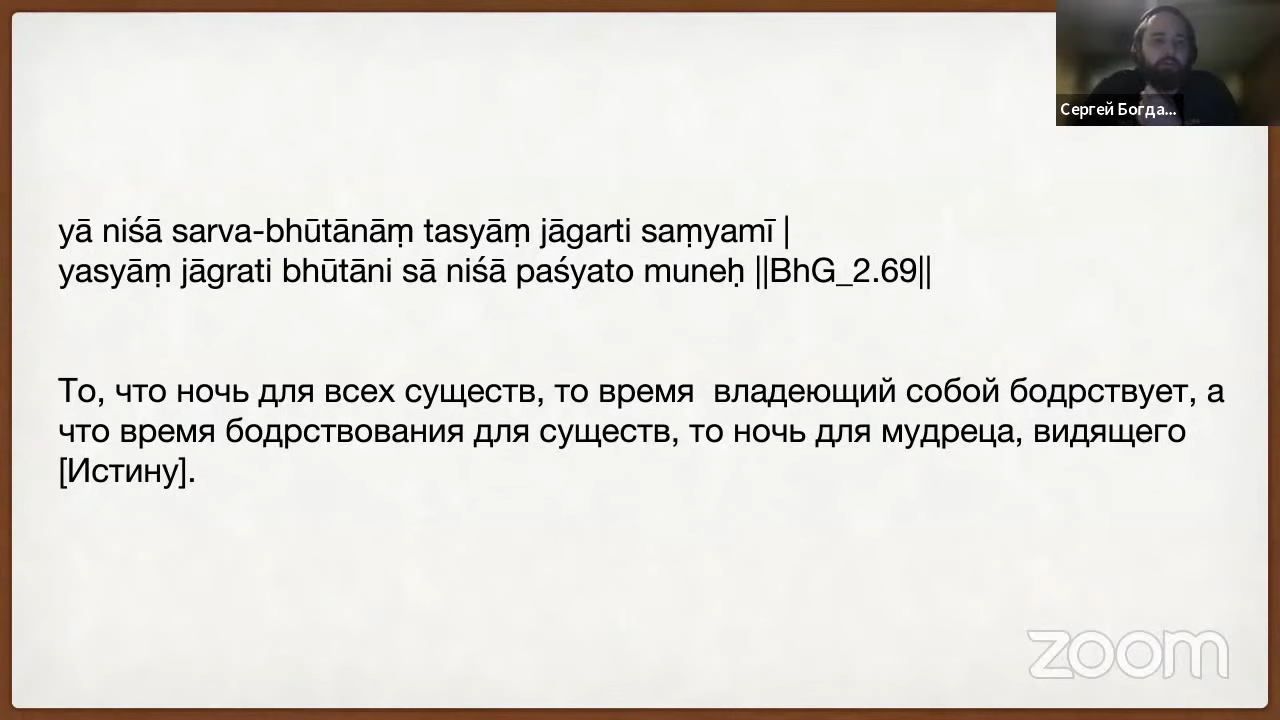 Сергей Богда...
yā niśā sarva-bhūtānāṃ tasyāṃ jāgarti saṃyamī |
yasyāṃ jāgrati bhūtāni sā niśā paśyato muneḥ ||BhG_2.69||
То, что ночь для всех существ, то время  владеющий собой бодрствует, а
что время бодрствования для существ, то ночь для мудреца, видящего
[Истину].
zoom